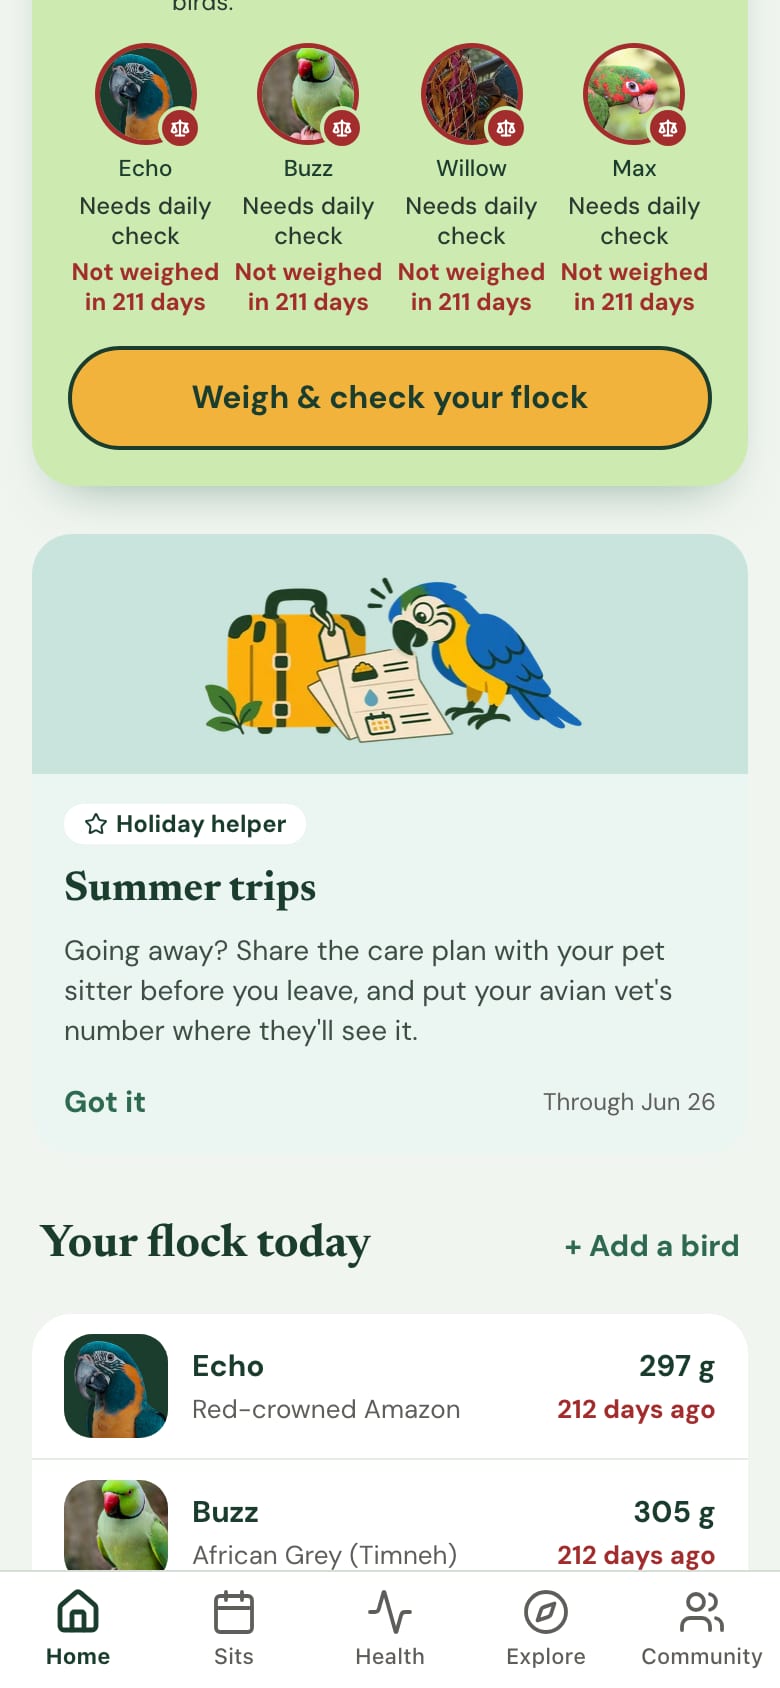 birds.
Echo
Buzz
Willow
Max
Needs daily check
Needs daily check
Needs daily check
Needs daily check
Not weighed in 211 days
Not weighed in 211 days
Not weighed in 211 days
Not weighed in 211 days
Weigh & check your flock
Holiday helper
Summer trips
Going away? Share the care plan with your pet
sitter before you leave, and put your avian vet's
number where they'll see it.
Got it
Through Jun 26
Your flock today
+ Add a bird
Echo
297 g
Red-crowned Amazon
212 days ago
Buzz
305 g
African Grey (Timneh)
212 days ago
Home
Sits
Health
Explore
Community